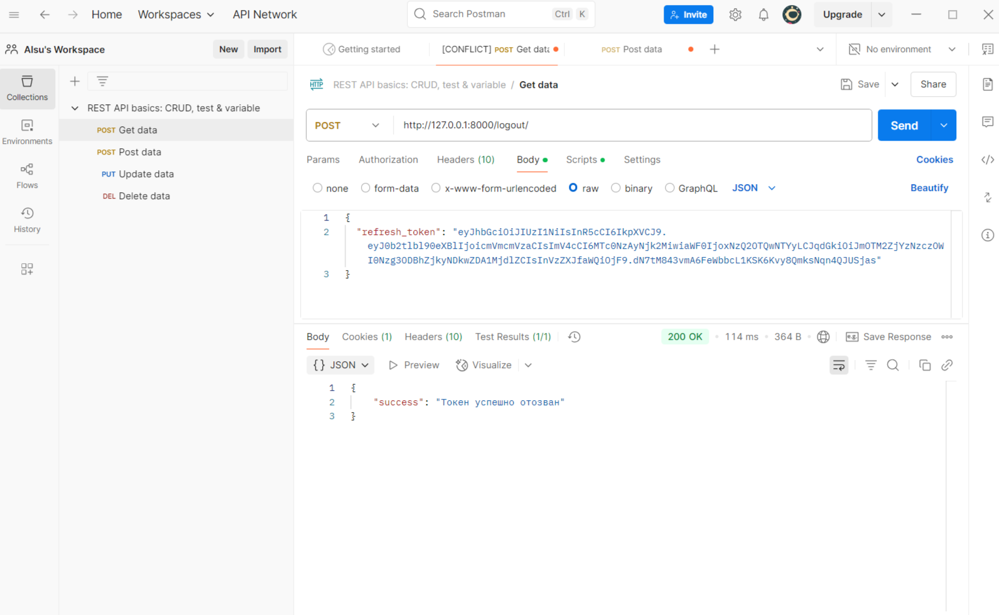 Home Workspaces API Network Search Postman Ctrl K Invite Upgrade
Alsu's Workspace New Import Getting started [CONFLICT] POST Get data POST Post data No environment
Collections
Environments
Flows
History
REST API basics: CRUD, test & variable
POST Get data
POST Post data
PUT Update data
DEL Delete data
HTTP REST API basics: CRUD, test & variable / Get data Save Share
POST http://127.0.0.1:8000/logout/ Send
Params Authorization Headers (10) Body Scripts Settings Cookies
none form-data x-www-form-urlencoded raw binary GraphQL JSON Beautify
1 {
2 "refresh_token": "eyJhbGciOiJIUzI1NiIsInR5cCI6IkpXVCJ9.
eyJ0b2tlbl90eXBlIjoicmVmcmVzaCIsImV4cCI6MTc0NzAyNjk2MiwiaWF0IjoxNzQ2OTQwNTYyLCJqdGkiOiJmOTM2ZjYzNzczOW
I0Nzg3ODBhZjkyNDkwZDA1MjdlZCIsInVzZXJfaWQiOjF9.dN7tM843vmA6FeWbbcL1KSK6Kvy8QmksNqn4QJUSjas"
3 }
Body Cookies (1) Headers (10) Test Results (1/1) 200 OK 114 ms 364 B e.g. Save Response
{} JSON Preview Visualize
1 {
2 "success": "Токен успешно отозван"
3 }